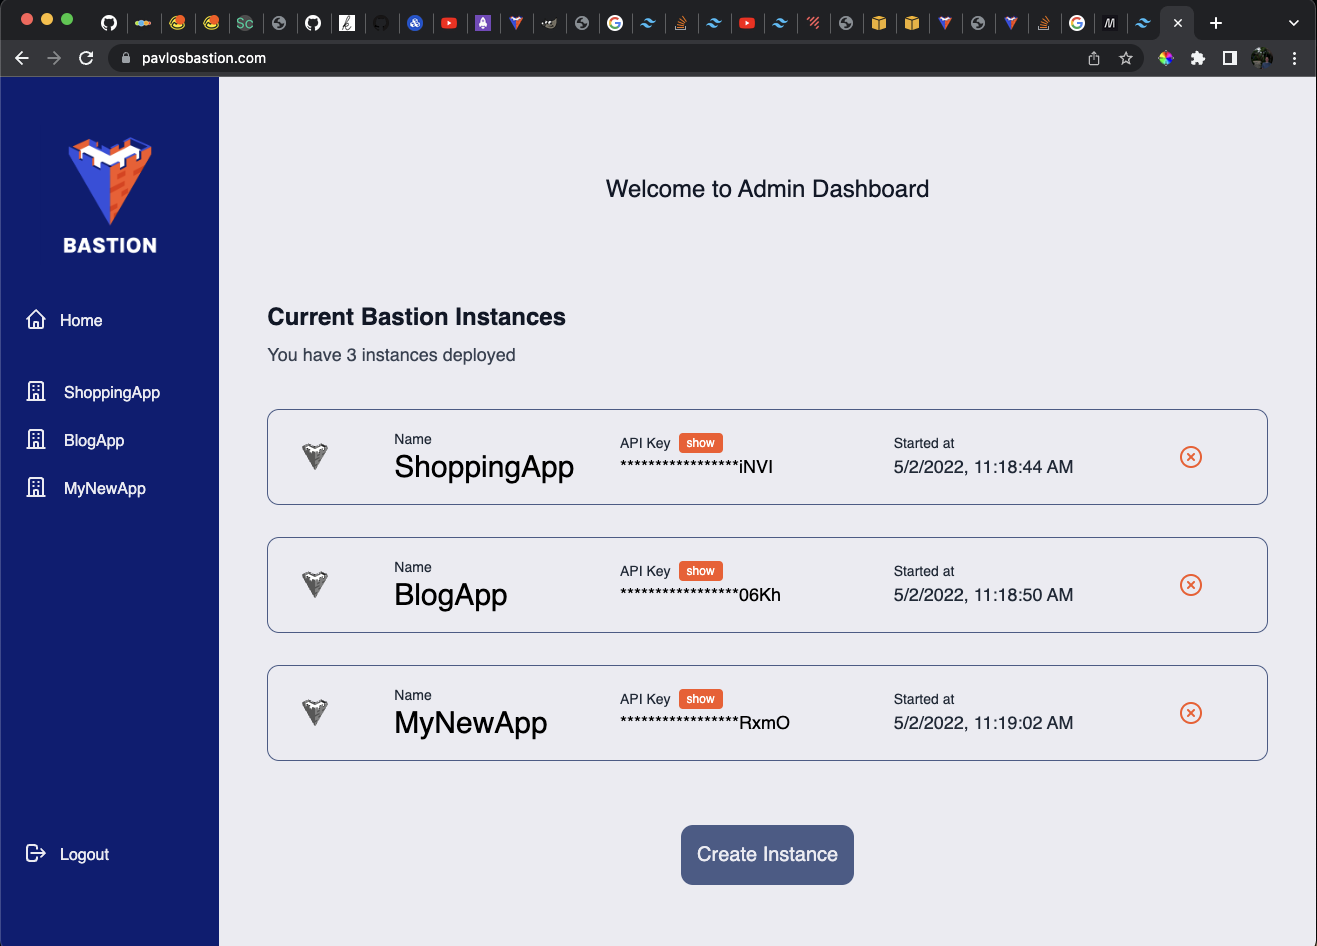 Sc
pavlosbastion.com
BASTION
Home
ShoppingApp
BlogApp
MyNewApp
Logout
Welcome to Admin Dashboard
Current Bastion Instances
You have 3 instances deployed
Name
ShoppingApp
API Key show
*****************iNVI
Started at
5/2/2022, 11:18:44 AM
Name
BlogApp
API Key show
*****************06Kh
Started at
5/2/2022, 11:18:50 AM
Name
MyNewApp
API Key show
*****************RxmO
Started at
5/2/2022, 11:19:02 AM
Create Instance